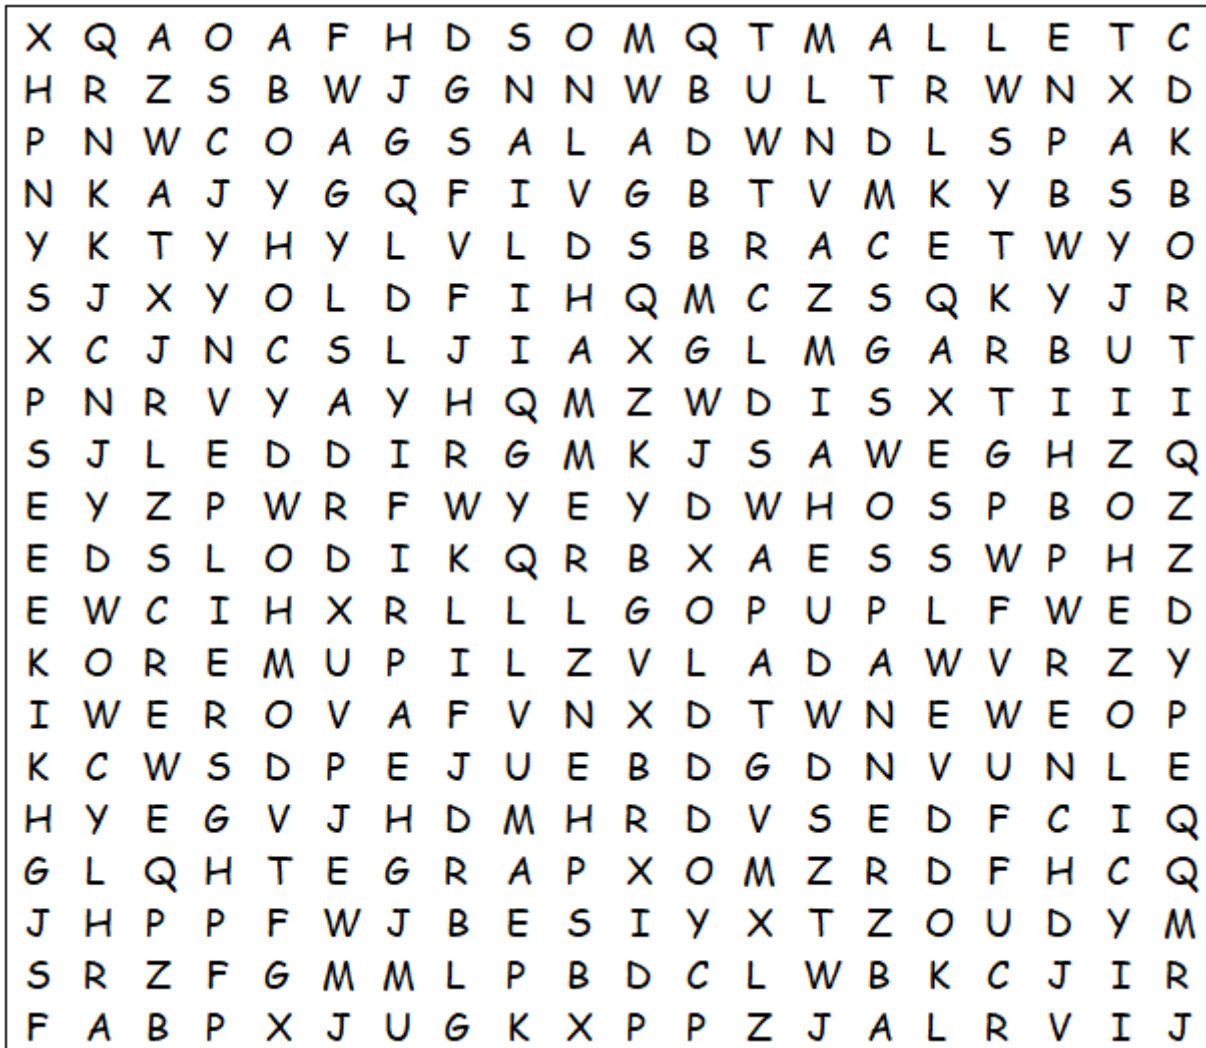 X Q A O A F H D S O M Q T M A L L E T C
H R Z S B W J G N N W B U L T R W N X D
P N W C O A G S A L A D W N D L S P A K
N K A J Y G Q F I V G B T V M K Y B S B
Y K T Y H Y L V L D S B R A C E T W Y O
S J X Y O L D F I H Q M C Z S Q K Y J R
X C J N C S L J I A X G L M G A R B U T
P N R V Y A Y H Q M Z W D I S X T I I I
S J L E D D I R G M K J S A W E G H Z Q
E Y Z P W R F W Y E Y D W H O S P B O Z
E D S L O D I K Q R B X A E S S W P H Z
E W C I H X R L L L G O P U P L F W E D
K O R E M U P I L Z V L A D A W V R Z Y
I W E R O V A F V N X D T W N E W E O P
K C W S D P E J U E B D G D N V U N L E
H Y E G V J H D M H R D V S E D F C I Q
G L Q H T E G R A P X O M Z R D F H C Q
J H P P F W J B E S I Y X T Z O U D Y M
S R Z F G M M L P B D C L W B K C J I R
F A B P X J U G K X P P Z J A L R V I J